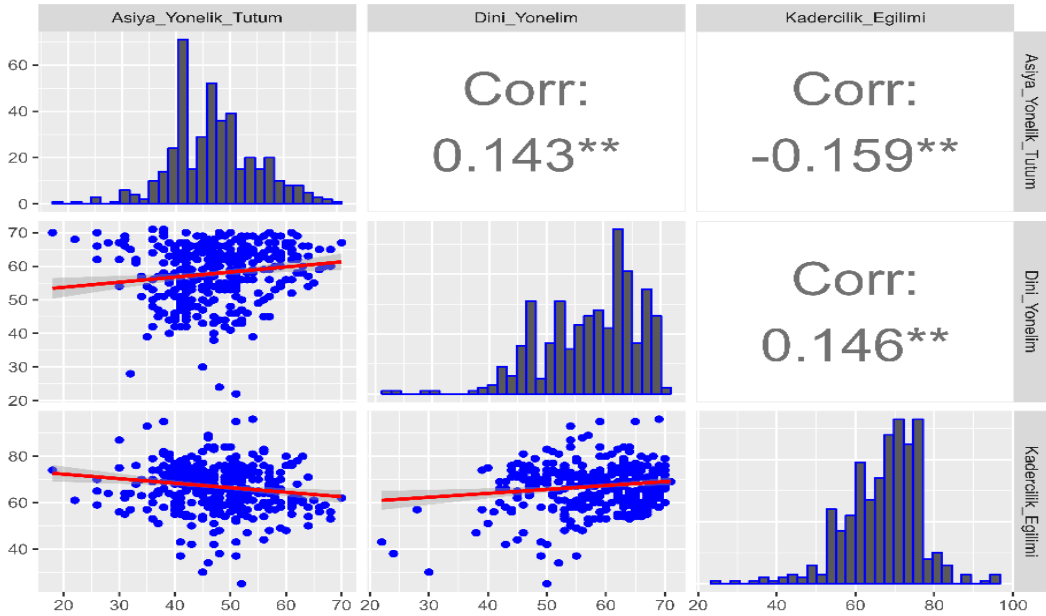 Asiya_Yonelik_Tutum
Dini_Yonelim
Kadercilik_Egilimi
60
40
20
0
Corr:
0.143**
Corr:
-0.159**
Asiya_Yonelik_Tutum
70
60
50
40
30
20
Corr:
0.146**
Dini_Yonelim
80
60
40
Kadercilik_Egilimi
20 30 40 50 60 70
20 30 40 50 60 70
20 40 60 80 100